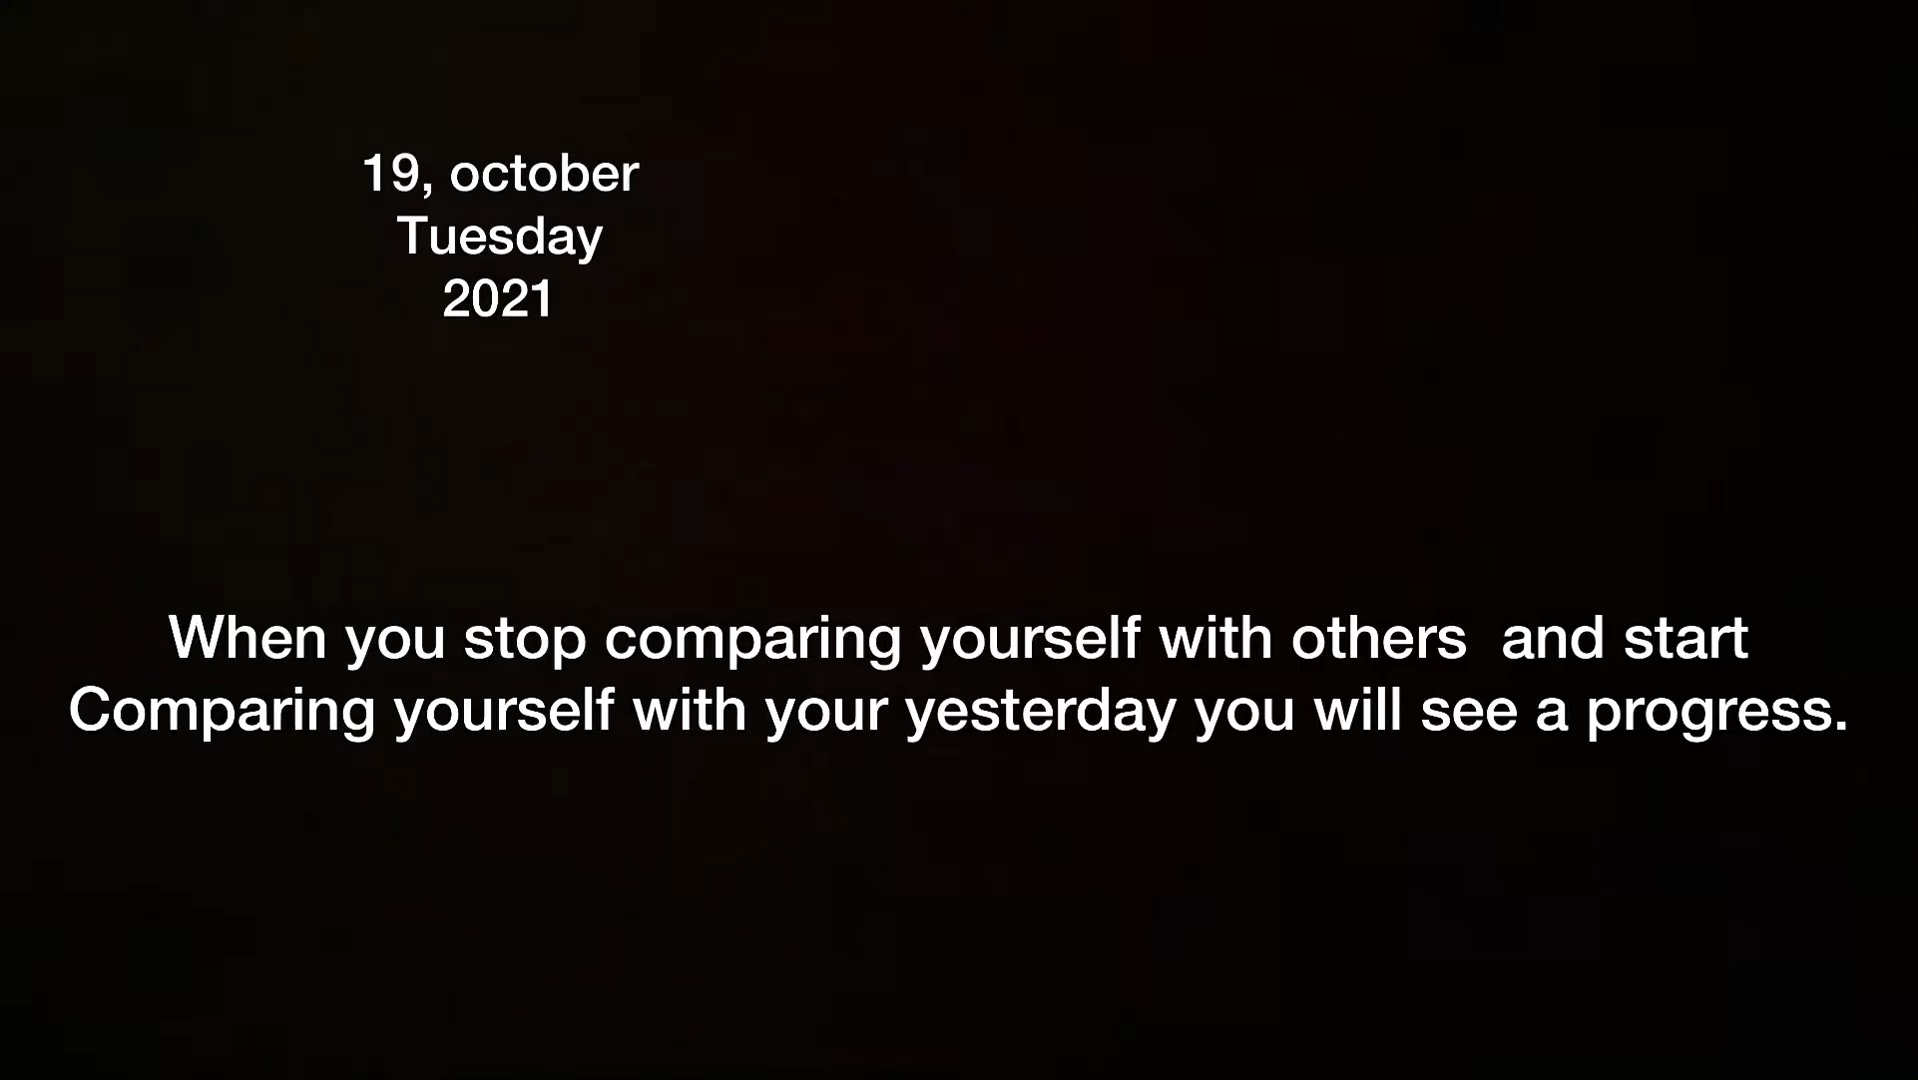 19, october
Tuesday
2021
When you stop comparing yourself with others  and start
Comparing yourself with your yesterday you will see a progress.